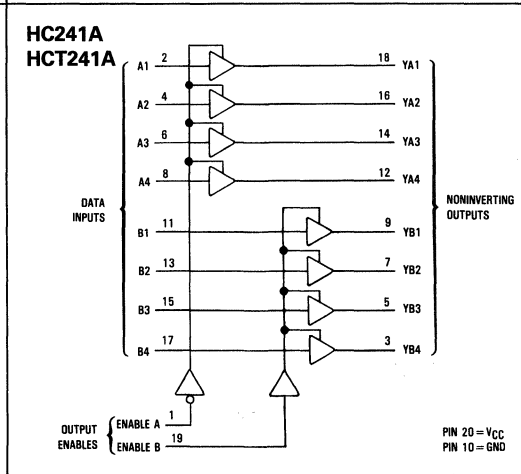 HC241A
HCT241A
A1 2 18 YA1
A2 4 16 YA2
A3 6 14 YA3
A4 8 12 YA4
DATA
INPUTS
NONINVERTING
OUTPUTS
B1 11 9 YB1
B2 13 7 YB2
B3 15 5 YB3
B4 17 3 YB4
OUTPUT
ENABLES
ENABLE A 1
ENABLE B 19
PIN 20 = VCC
PIN 10 = GND